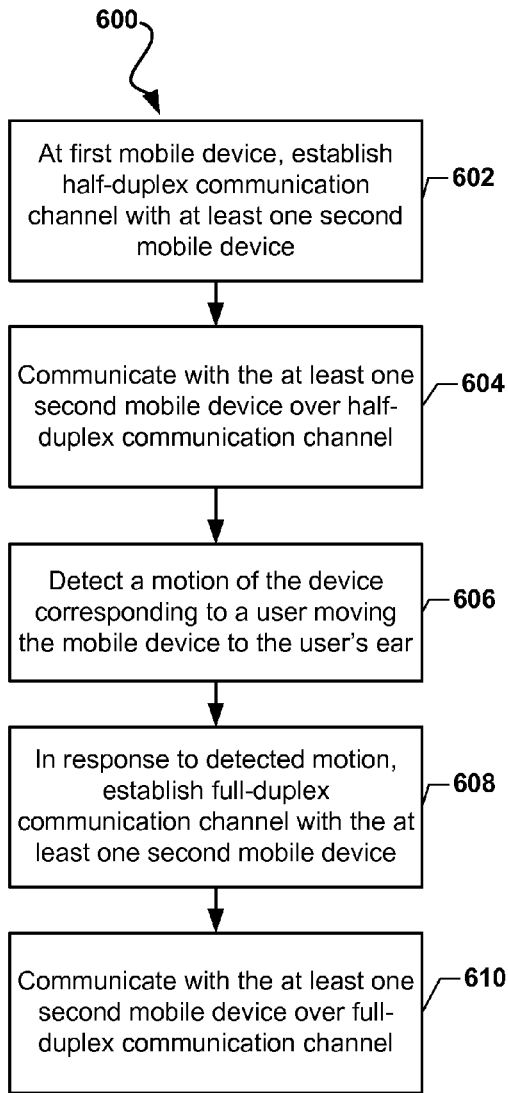 600
At first mobile device, establish
half-duplex communication
channel with at least one second
mobile device
602
Communicate with the at least one
second mobile device over half-
duplex communication channel
604
Detect a motion of the device
corresponding to a user moving
the mobile device to the user's ear
606
In response to detected motion,
establish full-duplex
communication channel with the at
least one second mobile device
608
Communicate with the at least one
second mobile device over full-
duplex communication channel
610